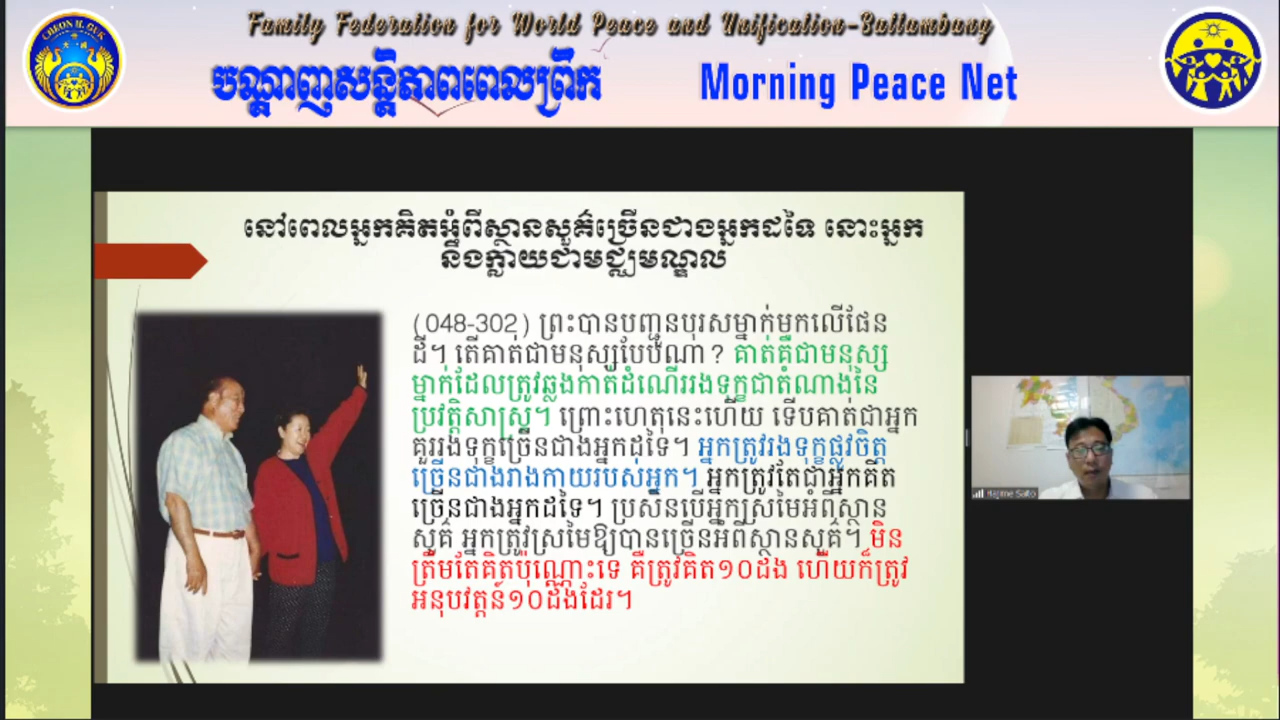 Family Federation for World Peace and Unification-Sallambang
CHEON IL GUK
បណ្ដាញសន្តិភាពពេលព្រឹក
Morning Peace Net
នៅពេលអ្នកគិតអំពីស្ថានសួគ៌ច្រើនជាងអ្នកដទៃ នោះអ្នក
នឹងក្លាយជាមជ្ឈមណ្ឌល
(048-302) ព្រះបានបញ្ជូនបុរសម្នាក់មកលើផែន
ដី។ តើគាត់ជាមនុស្សបែបណា? គាត់គឺជាមនុស្ស
ម្នាក់ដែលត្រូវឆ្លងកាត់ដំណើររងទុក្ខជាតំណាងនៃ
ប្រវត្តិសាស្ត្រ។ ព្រោះហេតុនេះហើយ ទើបគាត់ជាអ្នក
គួររងទុក្ខច្រើនជាងអ្នកដទៃ។ អ្នកត្រូវរងទុក្ខផ្លូវចិត្ត
ច្រើនជាងរាងកាយរបស់អ្នក។ អ្នកត្រូវតែជាអ្នកគិត
ច្រើនជាងអ្នកដទៃ។ ប្រសិនបើអ្នកស្រមៃអំពីស្ថាន
សួគ៌ អ្នកត្រូវស្រមៃឱ្យបានច្រើនអំពីស្ថានសួគ៌។ មិន
ត្រឹមតែគិតប៉ុណ្ណោះទេ គឺត្រូវគិត១០ដង ហើយក៏ត្រូវ
អនុបវត្តន៍១០ដងដែរ។
Hajime Saito